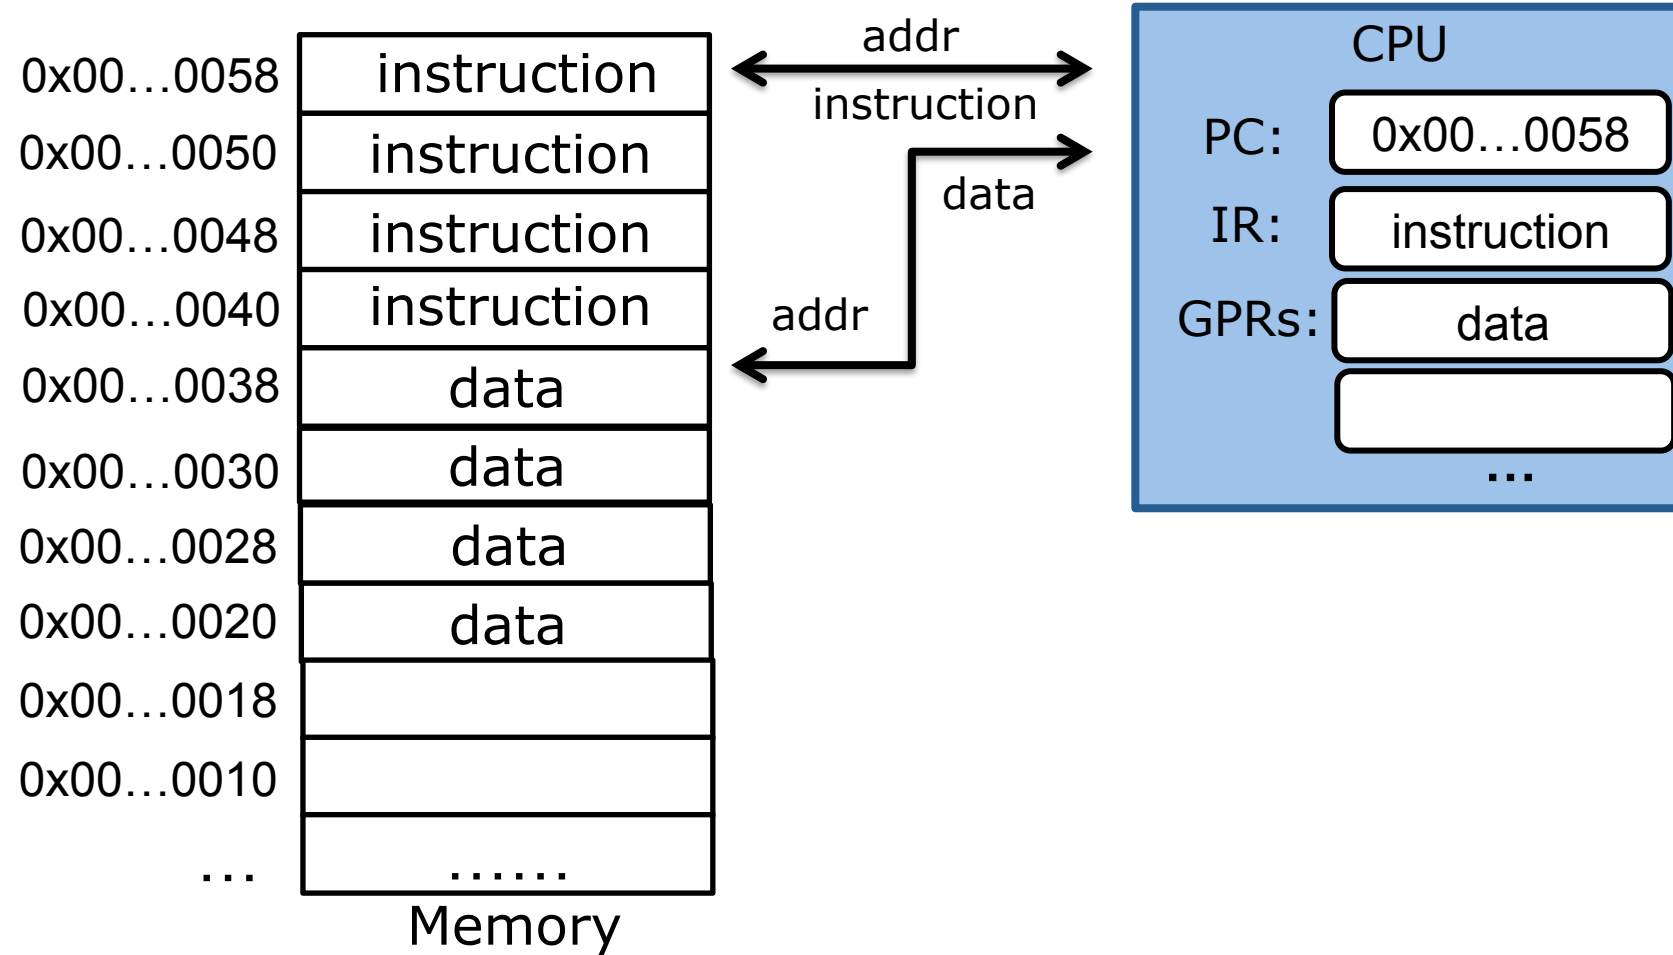 0x00…0058 instruction
0x00…0050 instruction
0x00…0048 instruction
0x00…0040 instruction
0x00…0038 data
0x00…0030 data
0x00…0028 data
0x00…0020 data
0x00…0018
0x00…0010
… ……
Memory
addr
instruction
data
addr
CPU
PC: 0x00…0058
IR: instruction
GPRs: data
…